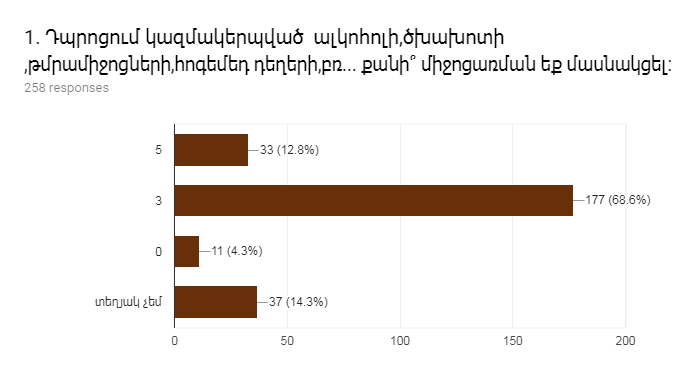 1. Դպրոցում կազմակերպված  ալկոհոլի,ծխախոտի
,թմրամիջոցների,հոգեմեդ դեղերի,բռ... քանի՞ միջոցառման եք մասնակցել:
258 responses
5 33 (12.8%)
3 177 (68.6%)
0 11 (4.3%)
տեղյակ չեմ 37 (14.3%)
0 50 100 150 200